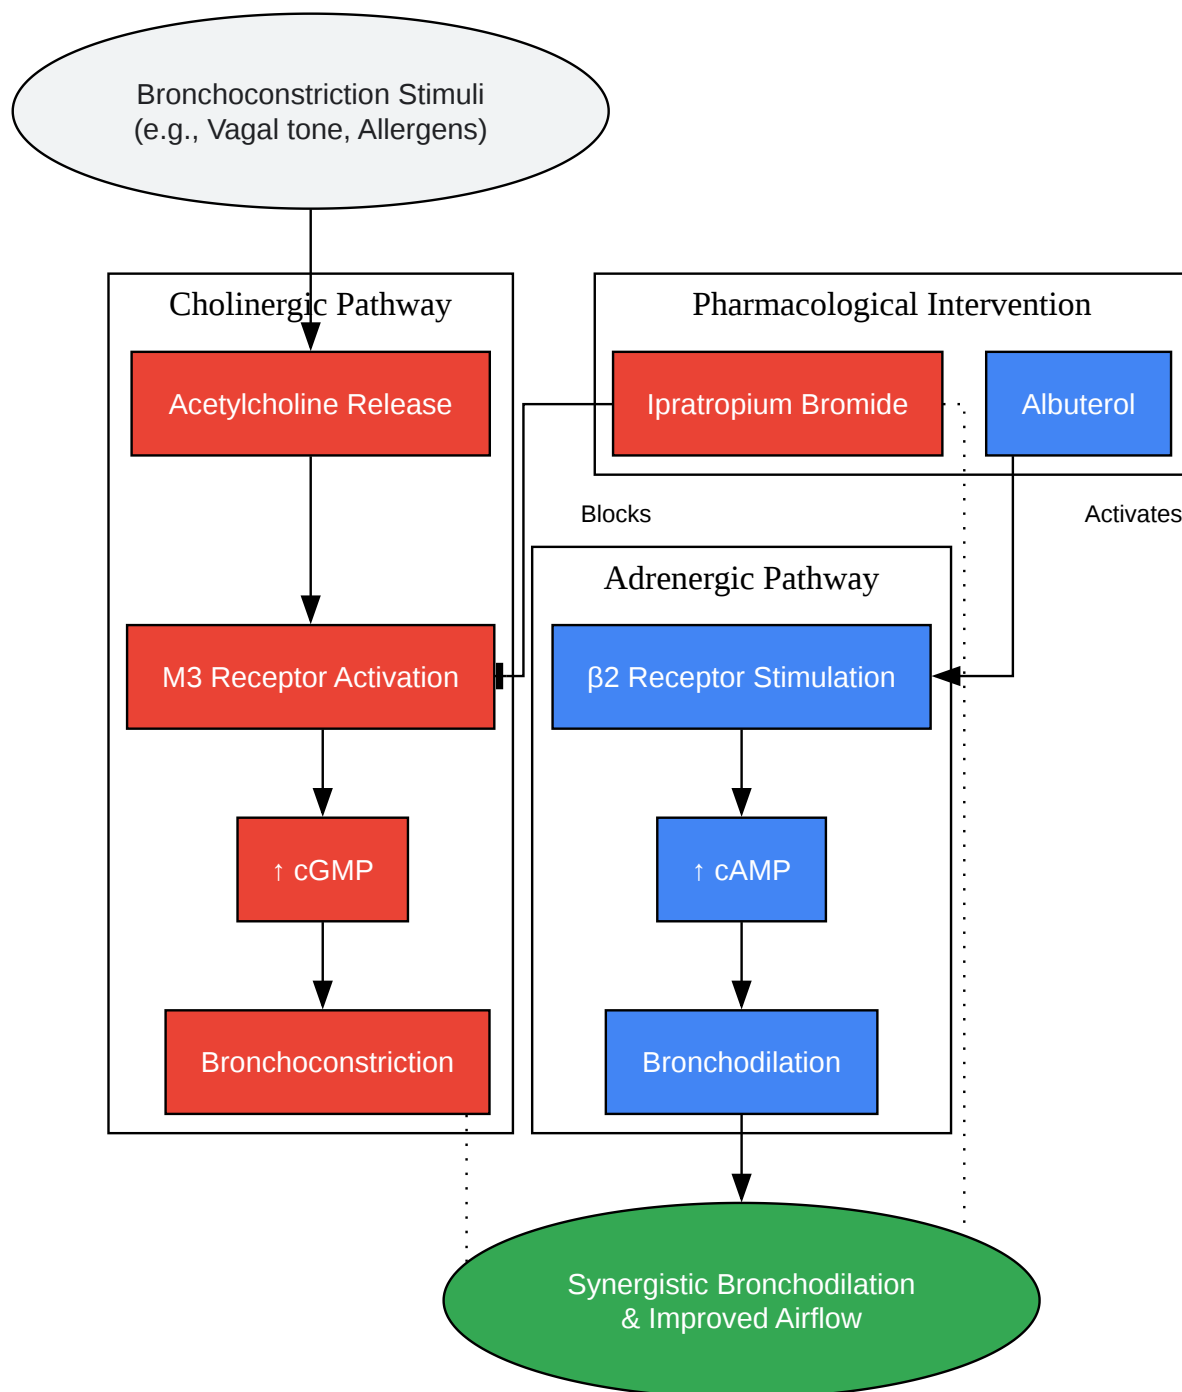 Bronchoconstriction Stimuli
(e.g., Vagal tone, Allergens)
Cholinergic Pathway
Pharmacological Intervention
Acetylcholine Release
Ipratropium Bromide
Albuterol
Blocks
Activates
Adrenergic Pathway
M3 Receptor Activation
β2 Receptor Stimulation
↑ cGMP
↑ cAMP
Bronchoconstriction
Bronchodilation
Synergistic Bronchodilation
& Improved Airflow